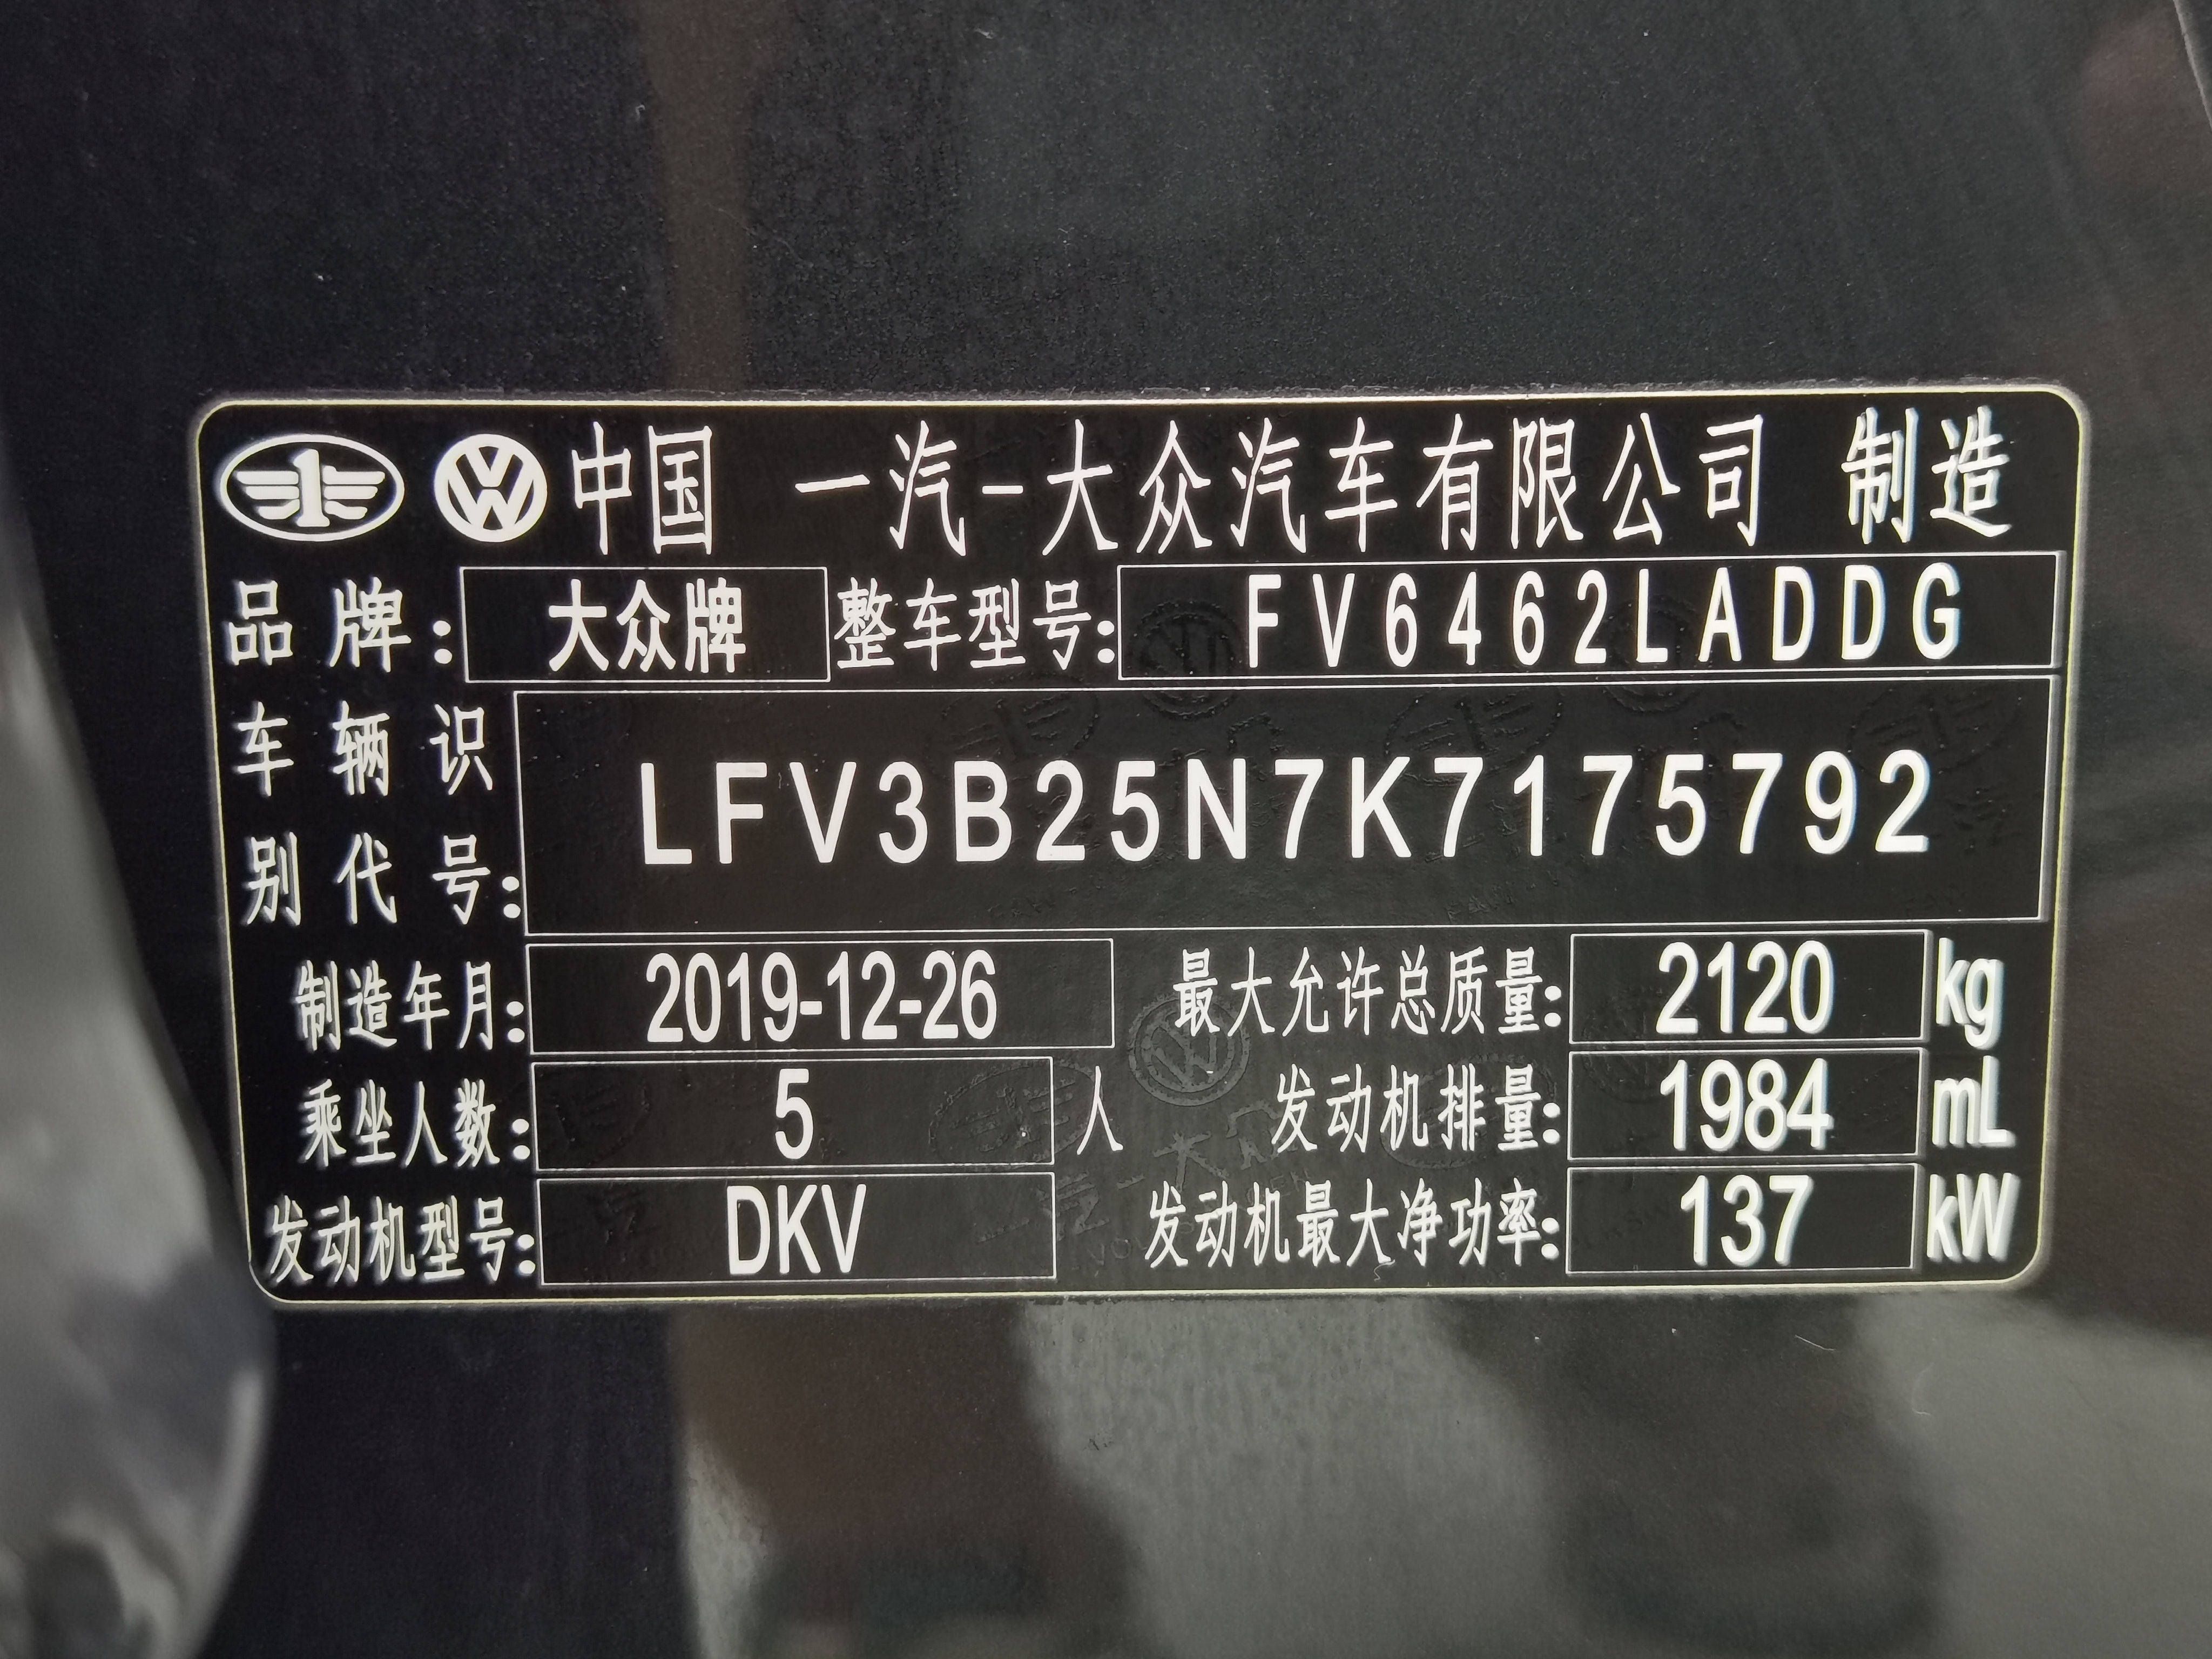 中国 一汽-大众汽车有限公司 制造
品牌: 大众牌 整车型号: FV6462LADDG
车辆识
别代号: LFV3B25N7K7175792
制造年月: 2019-12-26 最大允许总质量: 2120 kg
乘坐人数: 5 人 发动机排量: 1984 mL
发动机型号: DKV 发动机最大净功率: 137 kW